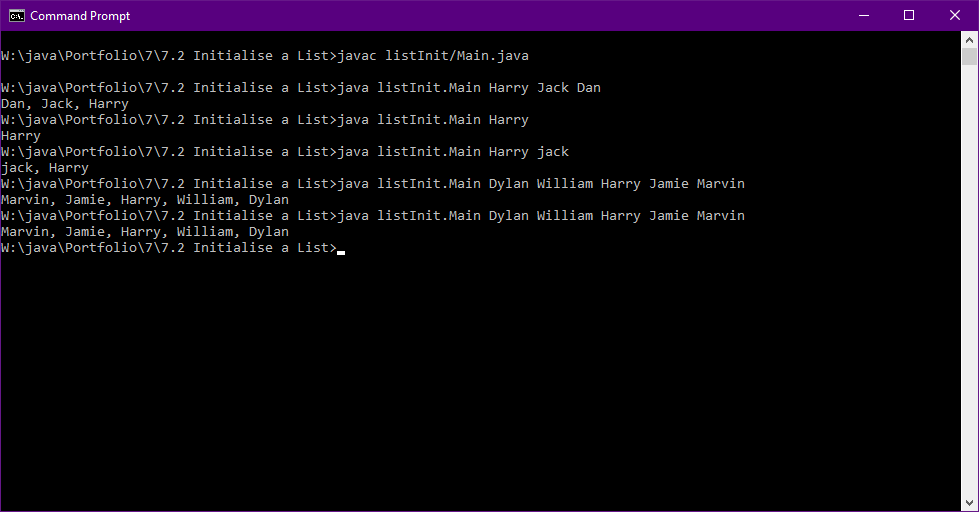 Command Prompt
W:\java\Portfolio\7\7.2 Initialise a List>javac listInit/Main.java
W:\java\Portfolio\7\7.2 Initialise a List>java listInit.Main Harry Jack Dan
Dan, Jack, Harry
W:\java\Portfolio\7\7.2 Initialise a List>java listInit.Main Harry
Harry
W:\java\Portfolio\7\7.2 Initialise a List>java listInit.Main Harry jack
jack, Harry
W:\java\Portfolio\7\7.2 Initialise a List>java listInit.Main Dylan William Harry Jamie Marvin
Marvin, Jamie, Harry, William, Dylan
W:\java\Portfolio\7\7.2 Initialise a List>java listInit.Main Dylan William Harry Jamie Marvin
Marvin, Jamie, Harry, William, Dylan
W:\java\Portfolio\7\7.2 Initialise a List>